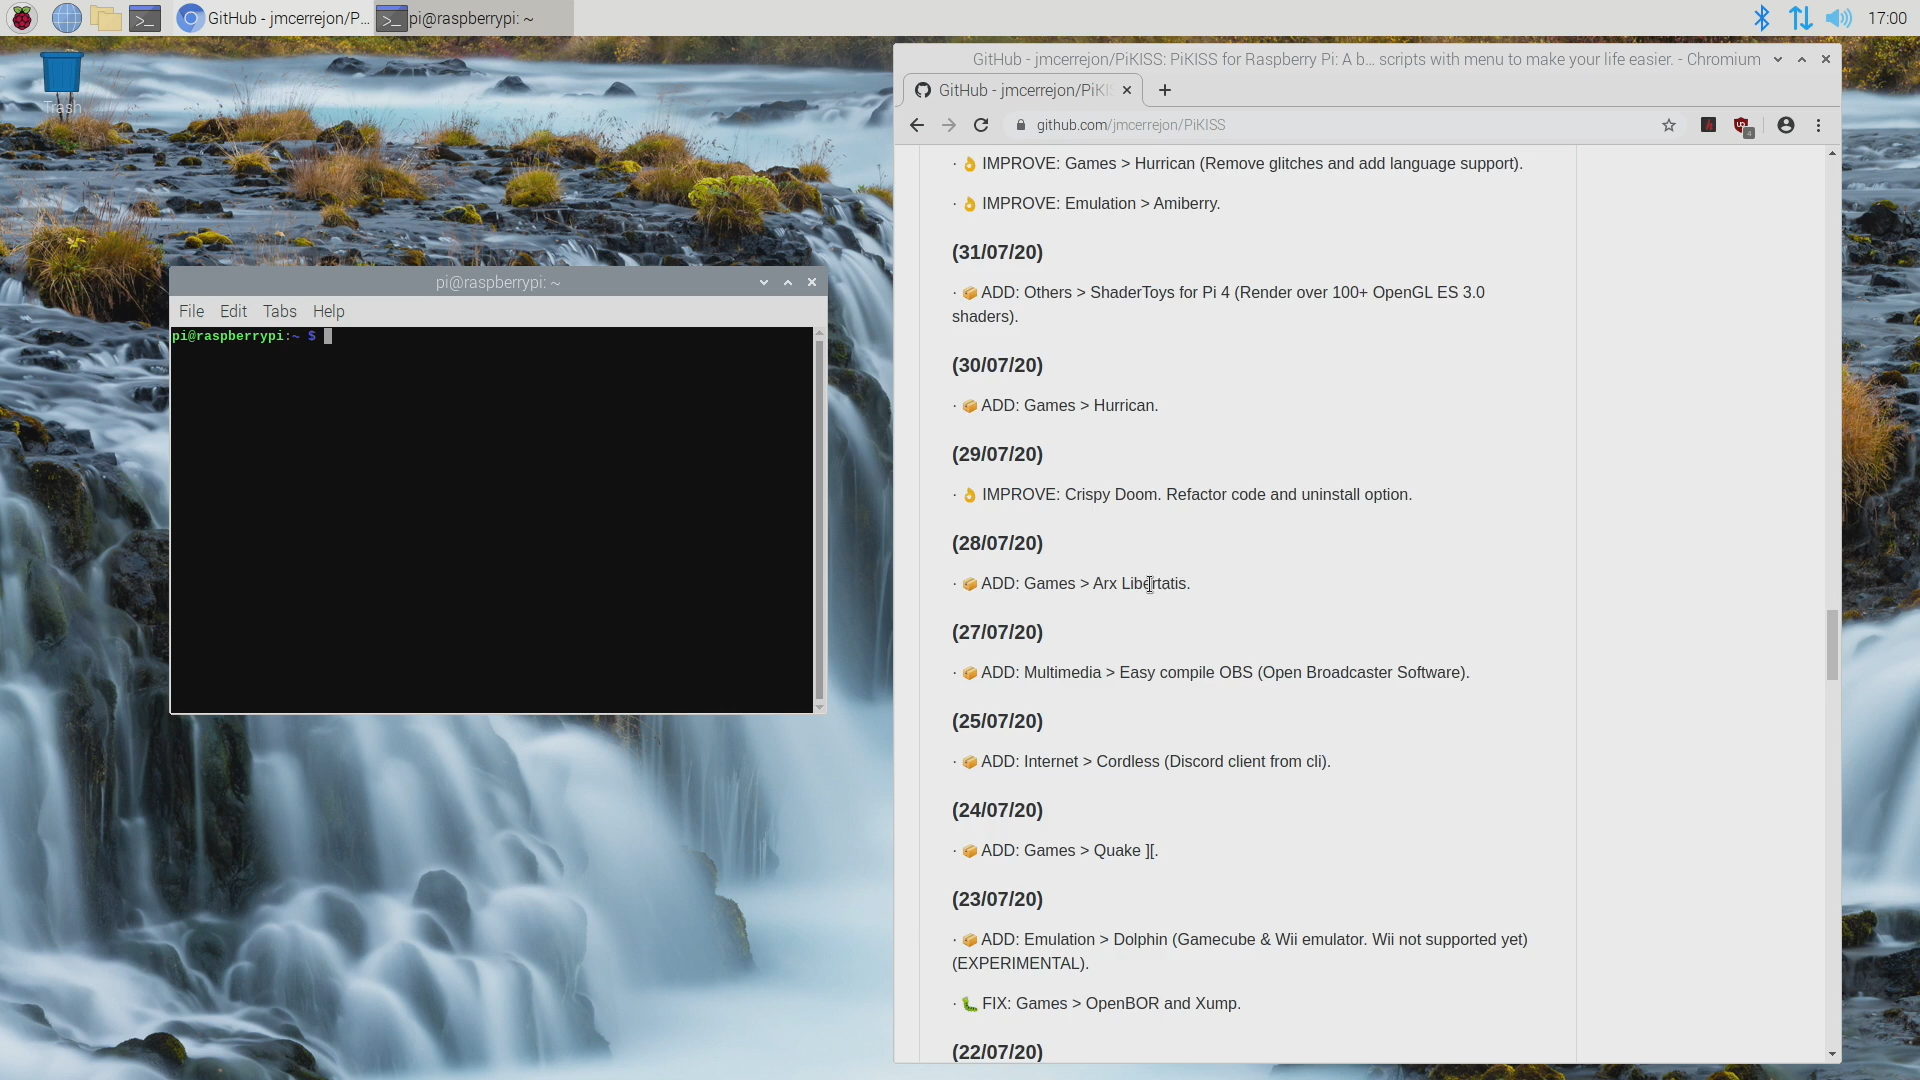 GitHub - jmcerrejon/P...
pi@raspberrypi: ~
17:00
Trash
GitHub - jmcerrejon/PiKISS: PiKISS for Raspberry Pi: A b... scripts with menu to make your life easier. - Chromium
GitHub - jmcerrejon/PiKIS
github.com/jmcerrejon/PiKISS
4
· 👌 IMPROVE: Games > Hurrican (Remove glitches and add language support).
· 👌 IMPROVE: Emulation > Amiberry.
(31/07/20)
· 📦 ADD: Others > ShaderToys for Pi 4 (Render over 100+ OpenGL ES 3.0
shaders).
(30/07/20)
· 📦 ADD: Games > Hurrican.
(29/07/20)
· 👌 IMPROVE: Crispy Doom. Refactor code and uninstall option.
(28/07/20)
· 📦 ADD: Games > Arx Libertatis.
(27/07/20)
· 📦 ADD: Multimedia > Easy compile OBS (Open Broadcaster Software).
(25/07/20)
· 📦 ADD: Internet > Cordless (Discord client from cli).
(24/07/20)
· 📦 ADD: Games > Quake ][.
(23/07/20)
· 📦 ADD: Emulation > Dolphin (Gamecube & Wii emulator. Wii not supported yet)
(EXPERIMENTAL).
· 🐛 FIX: Games > OpenBOR and Xump.
(22/07/20)
pi@raspberrypi: ~
File Edit Tabs Help
pi@raspberrypi:~ $